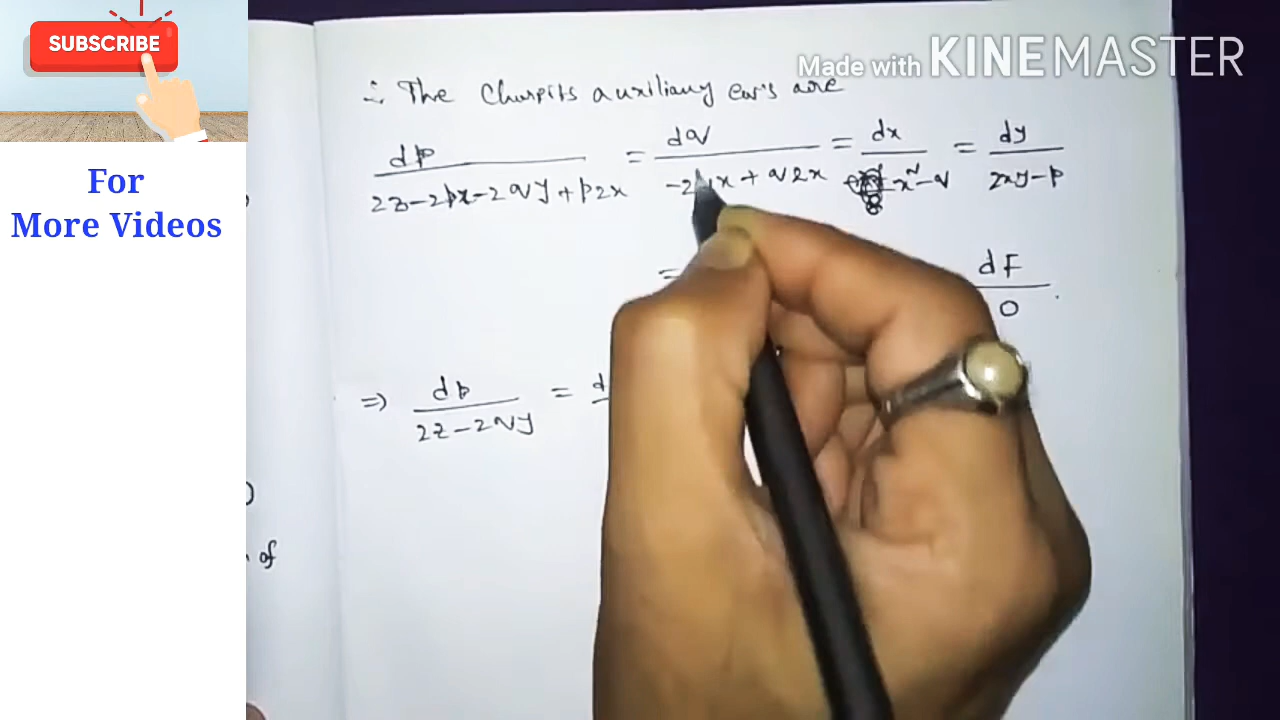 SUBSCRIBE
For
More Videos
Made with KINEMASTER
∴ The Charpits auxiliary eqn's are
dp / 2z-2px-2qy+p2x = dq / -2qx+q2x = dx / x²-q = dy / 2xy-p
= dF / 0 .
⇒ dp / 2z-2qy = d
of